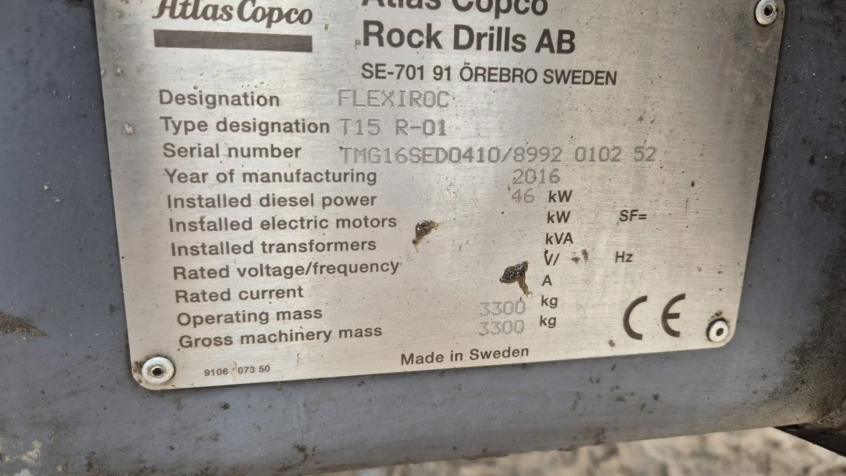 Atlas Copco
Atlas Copco
Rock Drills AB
SE-701 91 ÖREBRO SWEDEN
Designation FLEXIROC
Type designation T15 R-01
Serial number TMG16SED0410/8992 0102 52
Year of manufacturing 2016
Installed diesel power 46 kW
Installed electric motors kW SF=
Installed transformers kVA
Rated voltage/frequency V/ Hz
Rated current A
Operating mass 3300 kg
Gross machinery mass 3300 kg
CE
Made in Sweden
9106 073 50